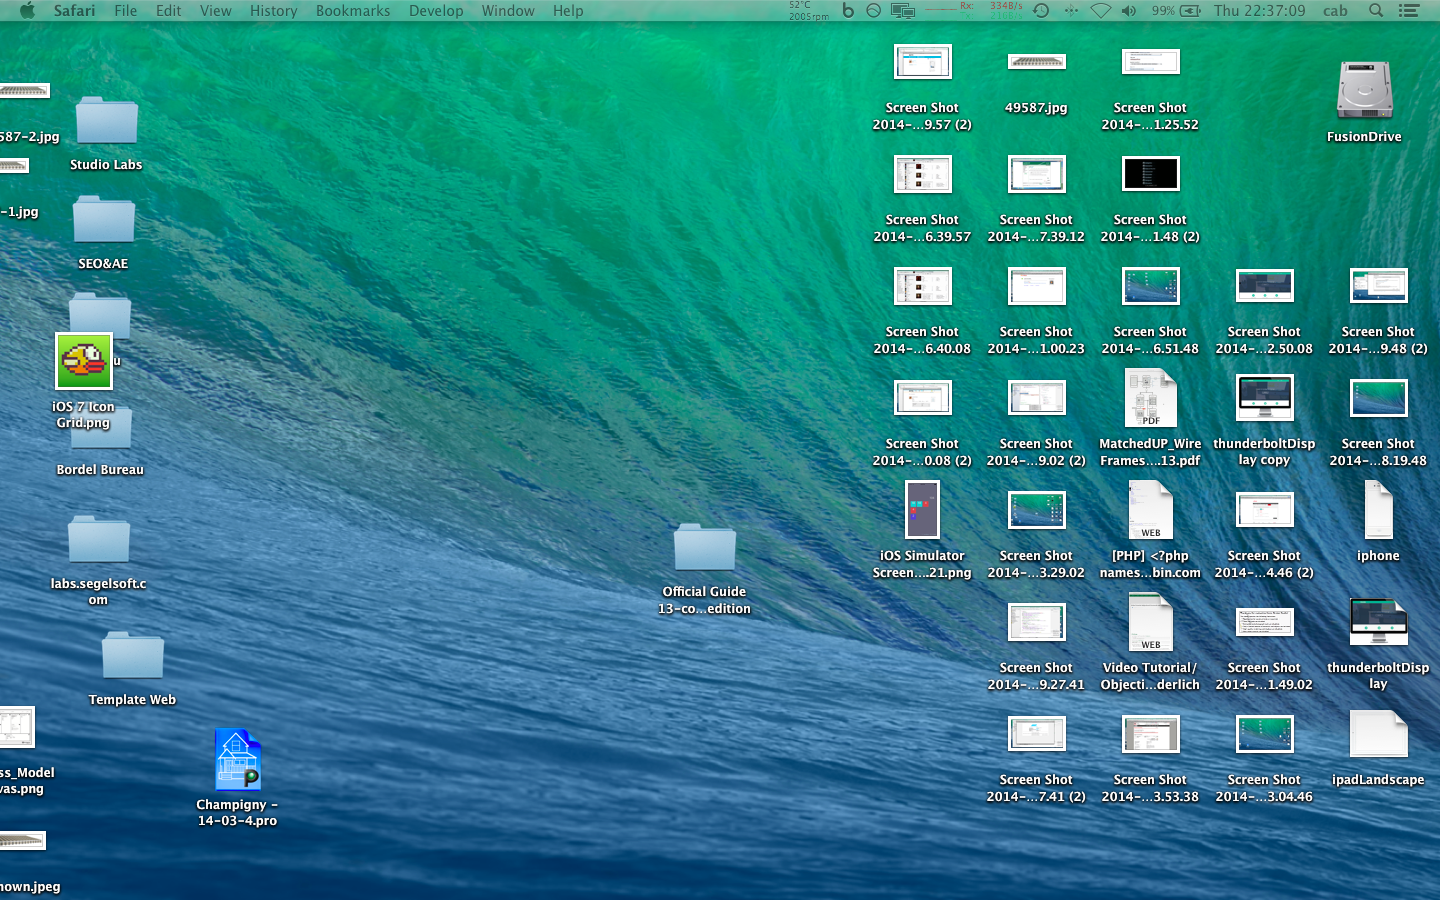 Safari File Edit View History Bookmarks Develop Window Help
52°C
2005rpm
Rx: 334B/s
99%
Thu 22:37:09
cab
587-2.jpg
-1.jpg
Studio Labs
SEO&AE
u
iOS 7 Icon
Grid.png
Bordel Bureau
labs.segelsoft.c
om
Template Web
ss_Model
vas.png
Champigny -
14-03-4.pro
nown.jpeg
Official Guide
13-co...edition
Screen Shot
2014-...9.57 (2)
49587.jpg
Screen Shot
2014-...1.25.52
FusionDrive
Screen Shot
2014-...6.39.57
Screen Shot
2014-...7.39.12
Screen Shot
2014-...1.48 (2)
Screen Shot
2014-...6.40.08
Screen Shot
2014-...1.00.23
Screen Shot
2014-...6.51.48
Screen Shot
2014-...2.50.08
Screen Shot
2014-...9.48 (2)
Screen Shot
2014-...0.08 (2)
Screen Shot
2014-...9.02 (2)
PDF
MatchedUP_Wire
Frames....13.pdf
thunderboltDisp
lay copy
Screen Shot
2014-...8.19.48
iOS Simulator
Screen....21.png
Screen Shot
2014-...3.29.02
WEB
[PHP] <?php
names...bin.com
Screen Shot
2014-...4.46 (2)
iphone
Screen Shot
2014-...9.27.41
WEB
Video Tutorial/
Objecti...derlich
Screen Shot
2014-...1.49.02
thunderboltDisp
lay
Screen Shot
2014-...7.41 (2)
Screen Shot
2014-...3.53.38
Screen Shot
2014-...3.04.46
ipadLandscape